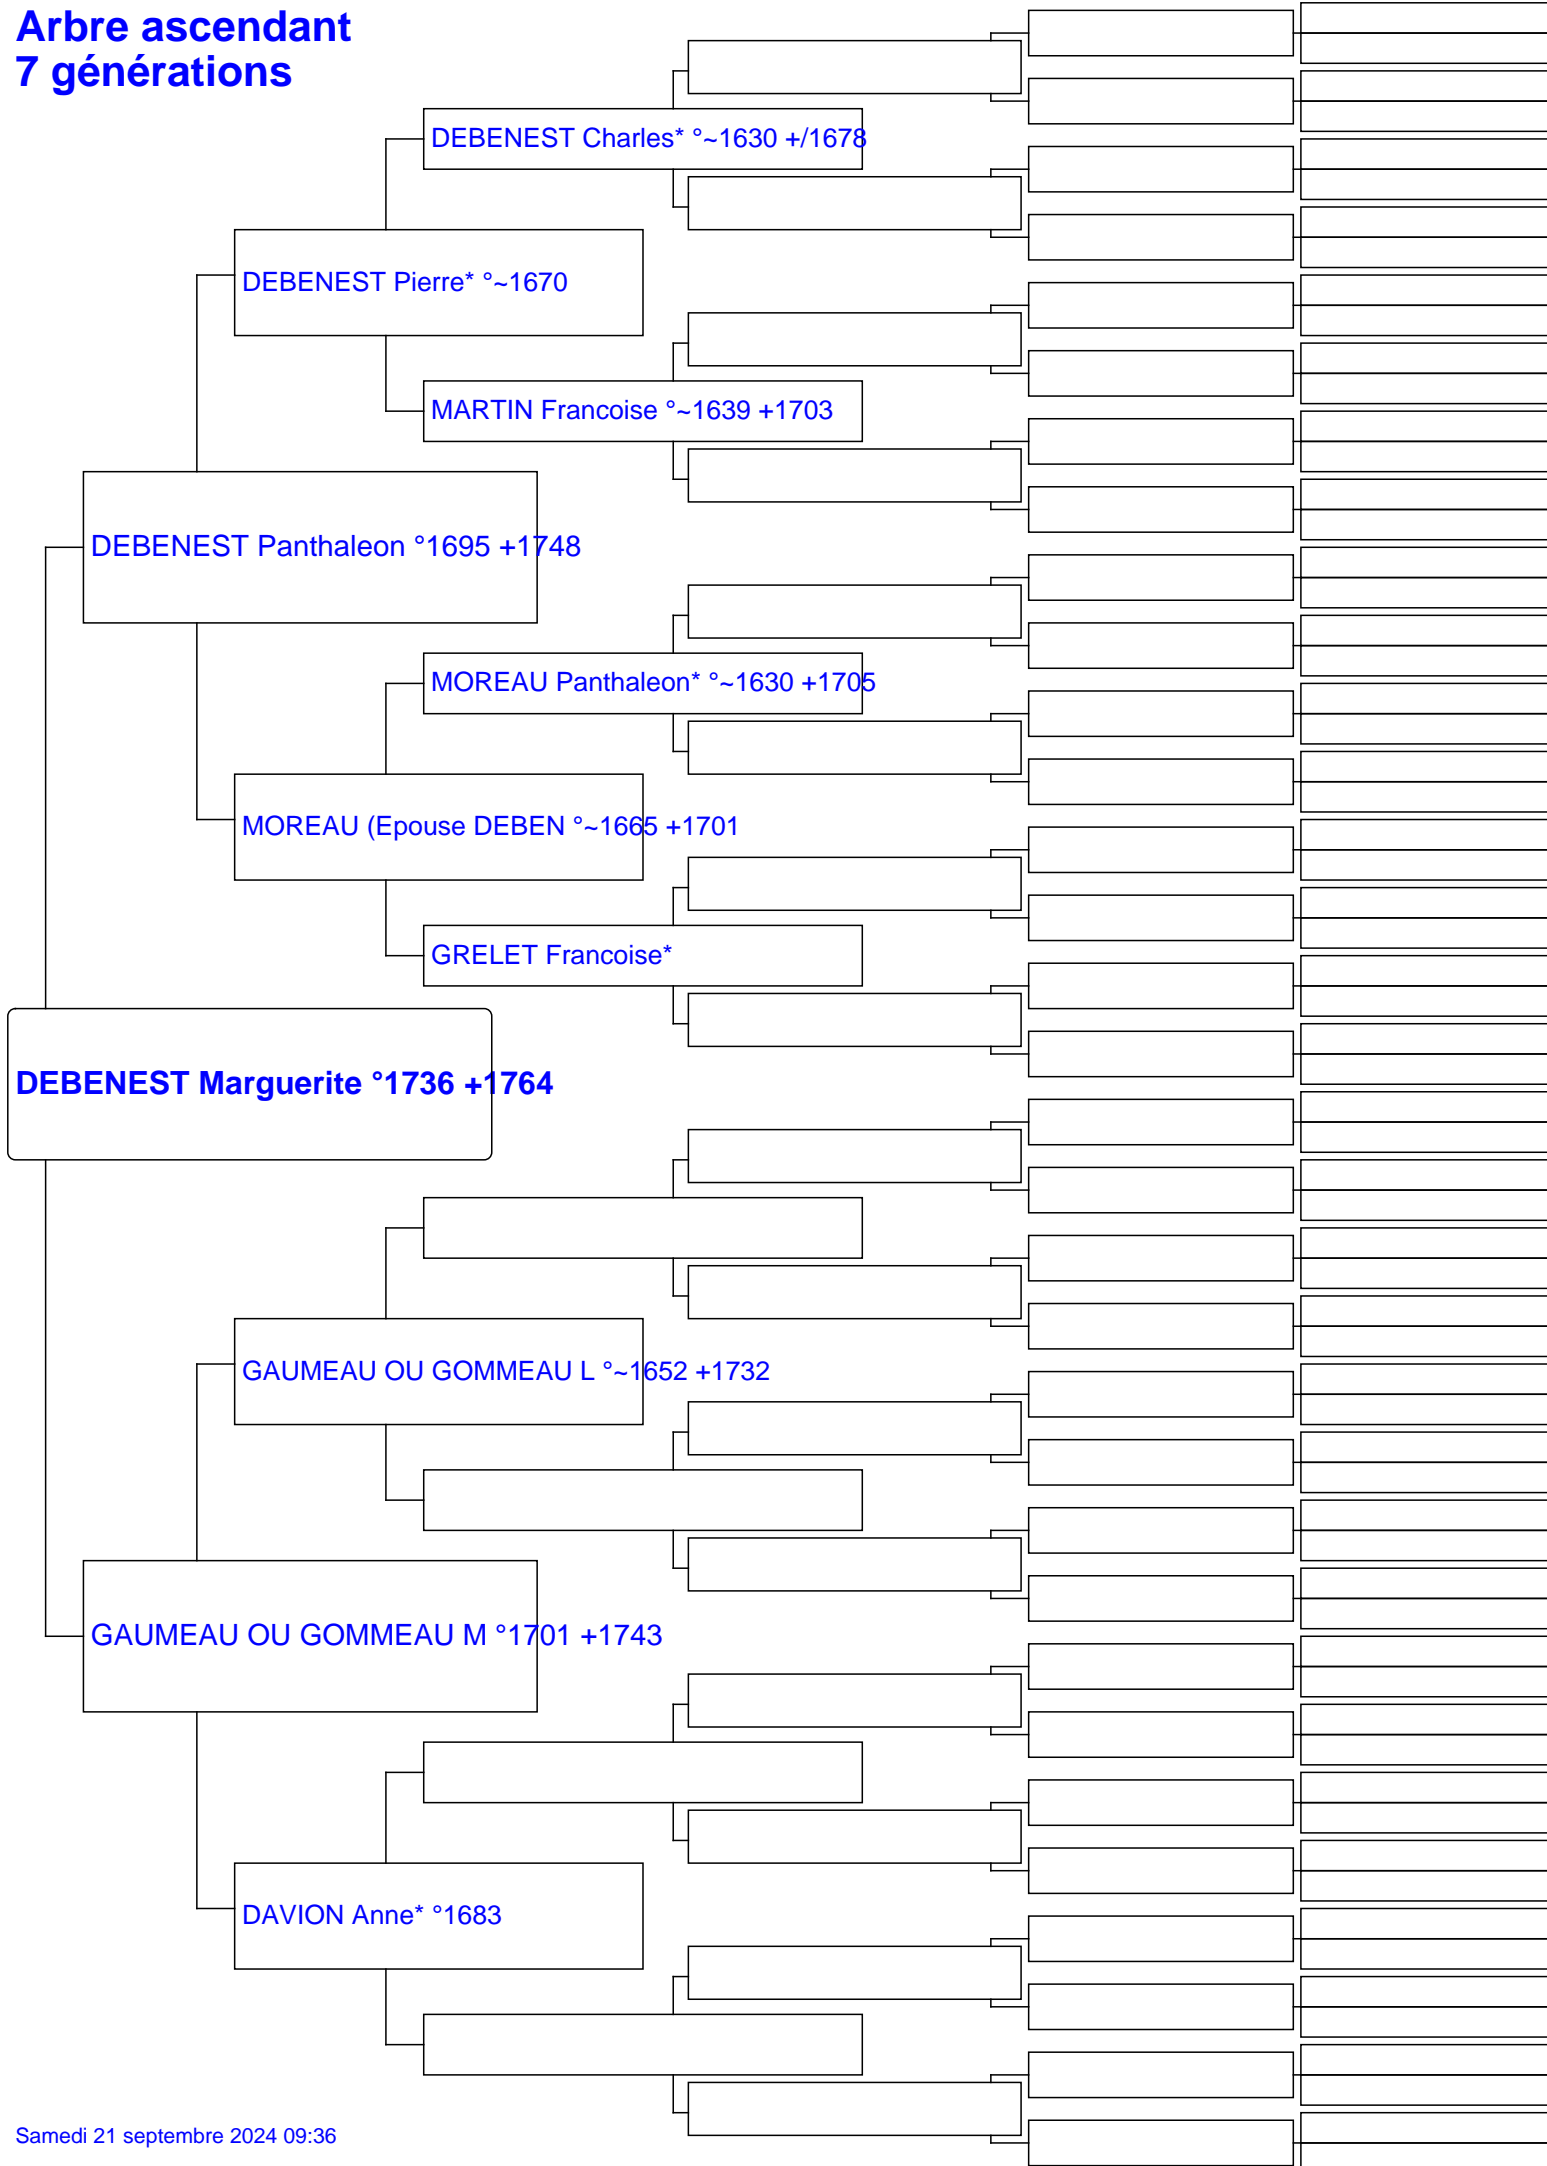 Arbre ascendant
7 générations
DEBENEST Charles* °~1630 +/1678
DEBENEST Pierre* °~1670
MARTIN Francoise °~1639 +1703
DEBENEST Panthaleon °1695 +1748
MOREAU Panthaleon* °~1630 +1705
MOREAU (Epouse DEBEN °~1665 +1701
GRELET Francoise*
DEBENEST Marguerite °1736 +1764
GAUMEAU OU GOMMEAU L °~1652 +1732
GAUMEAU OU GOMMEAU M °1701 +1743
DAVION Anne* °1683
Samedi 21 septembre 2024 09:36